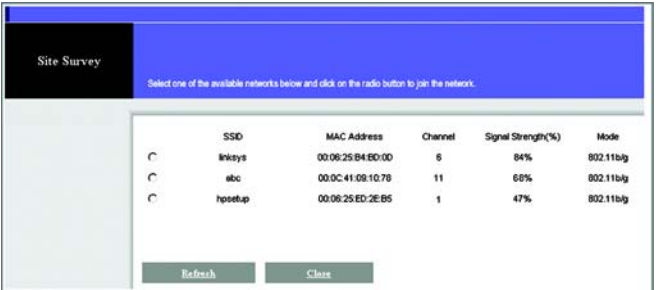 Site Survey
Select one of the available networks below and click on the radio button to join the network.
SSID MAC Address Channel Signal Strength(%) Mode
linksys 00:06:25:B4:BD:0D 6 84% 802.11b/g
abc 00:0C:41:09:10:78 11 68% 802.11b/g
hpsetup 00:06:25:ED:2E:B5 1 47% 802.11b/g
Refresh Close